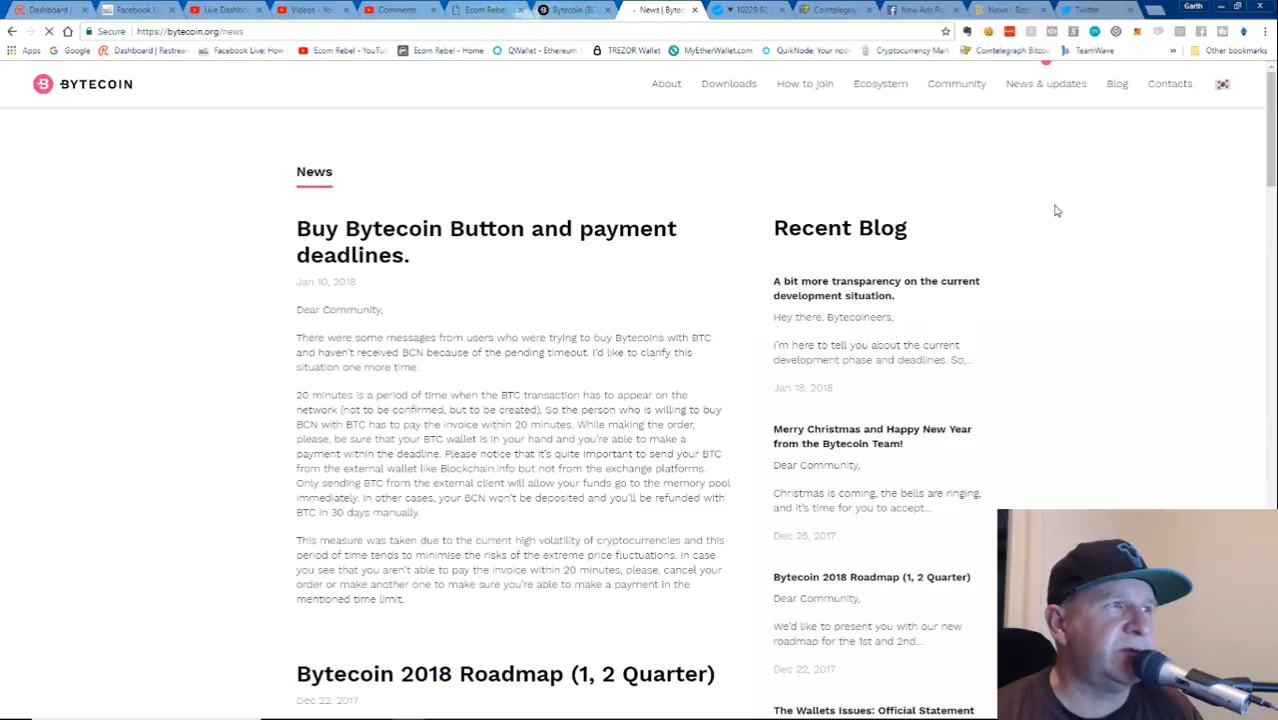 Dashboard |
Facebook Li
Live Dashbo
Videos - You
Comments
Ecom Rebel
Bytecoin (BC
News | Byte
10229.92
Cointelegrap
New Ads Po
News - Bitco
Twitter
Garth
Secure | https://bytecoin.org/news
Apps
Google
Dashboard | Restrea
Facebook Live: How
Ecom Rebel - YouTu
Ecom Rebel - Home
QWallet - Ethereum
TREZOR Wallet
MyEtherWallet.com
QuikNode: Your nod
Cryptocurrency Mark
Cointelegraph Bitcoi
TeamWave
»
Other bookmarks
BYTECOIN
About
Downloads
How to join
Ecosystem
Community
News & updates
Blog
Contacts
News
Buy Bytecoin Button and payment
deadlines.
Jan 10, 2018
Dear Community,
There were some messages from users who were trying to buy Bytecoins with BTC
and haven't received BCN because of the pending timeout. I'd like to clarify this
situation one more time.
20 minutes is a period of time when the BTC transaction has to appear on the
network (not to be confirmed, but to be created). So the person who is willing to buy
BCN with BTC has to pay the invoice within 20 minutes. While making the order,
please, be sure that your BTC wallet is in your hand and you're able to make a
payment within the deadline. Please notice that it's quite important to send your BTC
from the external wallet like Blockchain.info but not from the exchange platforms.
Only sending BTC from the external client will allow your funds go to the memory pool
immediately. In other cases, your BCN won't be deposited and you'll be refunded with
BTC in 30 days manually.
This measure was taken due to the current high volatility of cryptocurrencies and this
period of time tends to minimise the risks of the extreme price fluctuations. In case
you see that you aren't able to pay the invoice within 20 minutes, please, cancel your
order or make another one to make sure you're able to make a payment in the
mentioned time limit.
Bytecoin 2018 Roadmap (1, 2 Quarter)
Dec 22, 2017
Recent Blog
A bit more transparency on the current
development situation.
Hey there, Bytecoineers,
I'm here to tell you about the current
development phase and deadlines. So,...
Jan 18, 2018
Merry Christmas and Happy New Year
from the Bytecoin Team!
Dear Community,
Christmas is coming, the bells are ringing,
and it's time for you to accept...
Dec 25, 2017
Bytecoin 2018 Roadmap (1, 2 Quarter)
Dear Community,
We'd like to present you with our new
roadmap for the 1st and 2nd...
Dec 22, 2017
The Wallets Issues: Official Statement